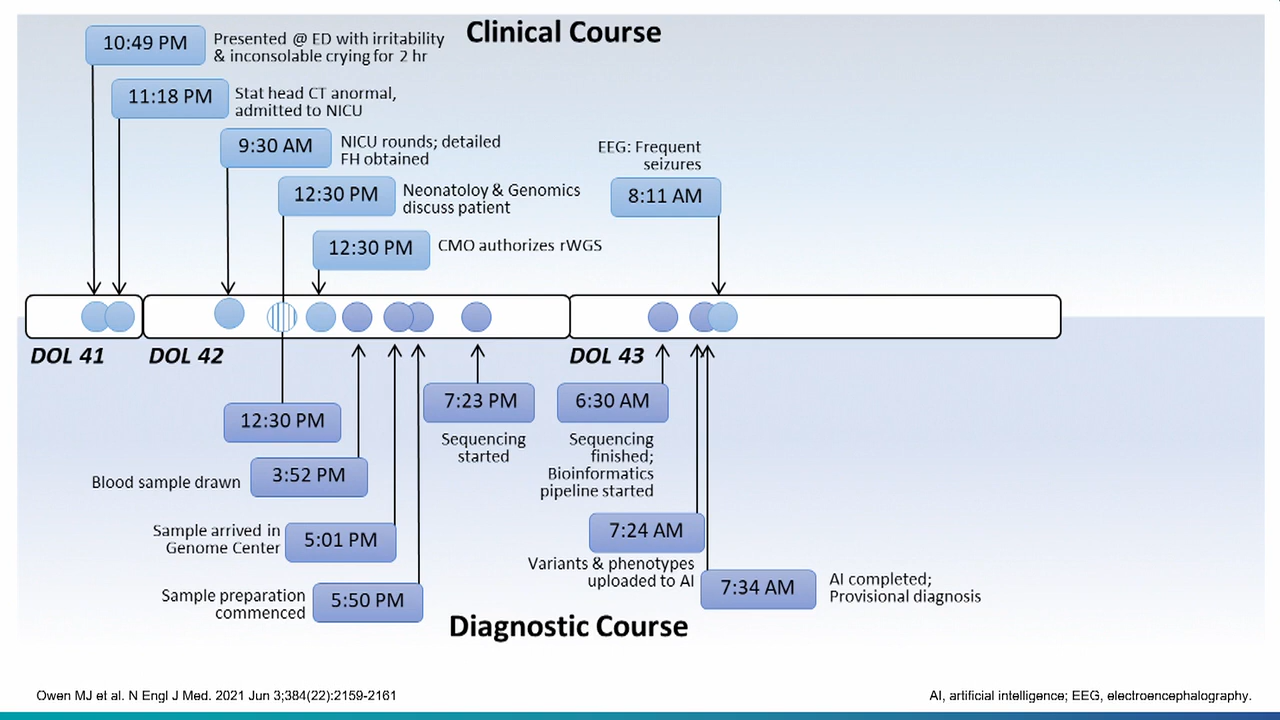 Clinical Course
10:49 PM
Presented @ ED with irritability
& inconsolable crying for 2 hr
11:18 PM
Stat head CT anormal,
admitted to NICU
9:30 AM
NICU rounds; detailed
FH obtained
12:30 PM
Neonatoloy & Genomics
discuss patient
12:30 PM
CMO authorizes rWGS
EEG: Frequent
seizures
8:11 AM
DOL 41
DOL 42
DOL 43
12:30 PM
Blood sample drawn
3:52 PM
Sample arrived in
Genome Center
5:01 PM
Sample preparation
commenced
5:50 PM
7:23 PM
Sequencing
started
6:30 AM
Sequencing
finished;
Bioinformatics
pipeline started
7:24 AM
Variants & phenotypes
uploaded to AI
7:34 AM
AI completed;
Provisional diagnosis
Diagnostic Course
Owen MJ et al. N Engl J Med. 2021 Jun 3;384(22):2159-2161
AI, artificial intelligence; EEG, electroencephalography.